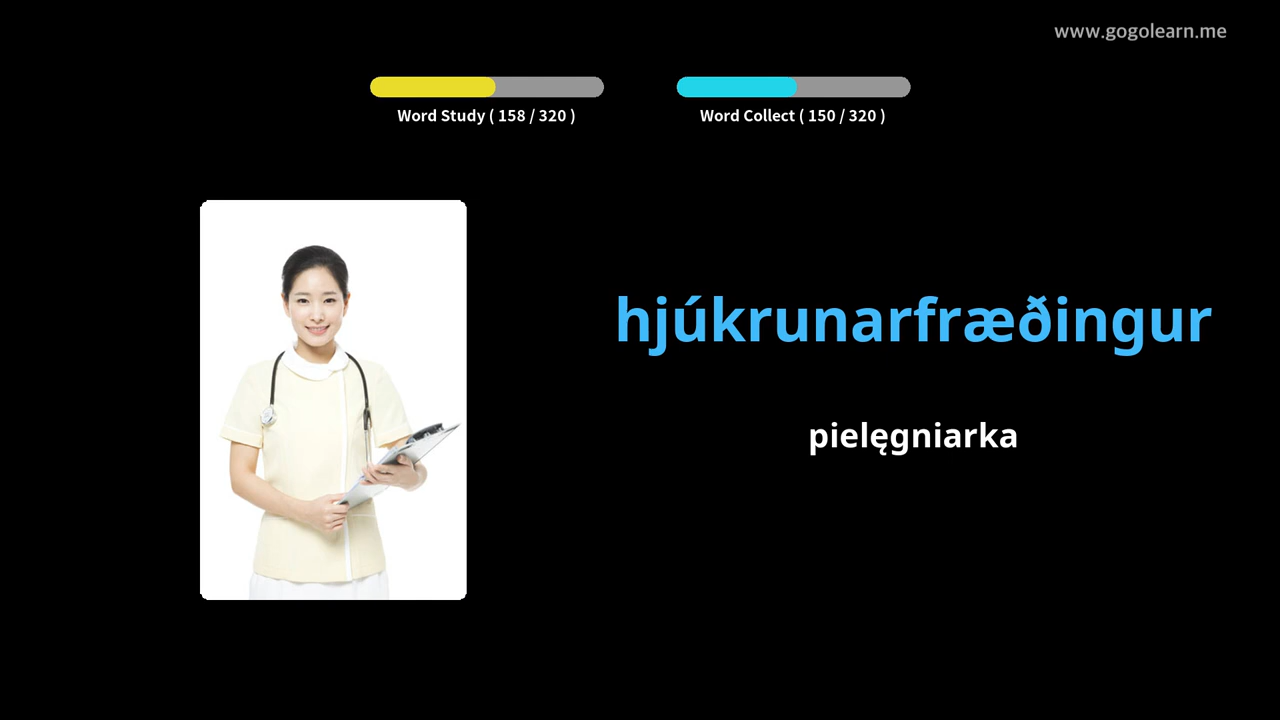 www.gogolearn.me
Word Study ( 158 / 320 )
Word Collect ( 150 / 320 )
hjúkrunarfræðingur
pielęgniarka